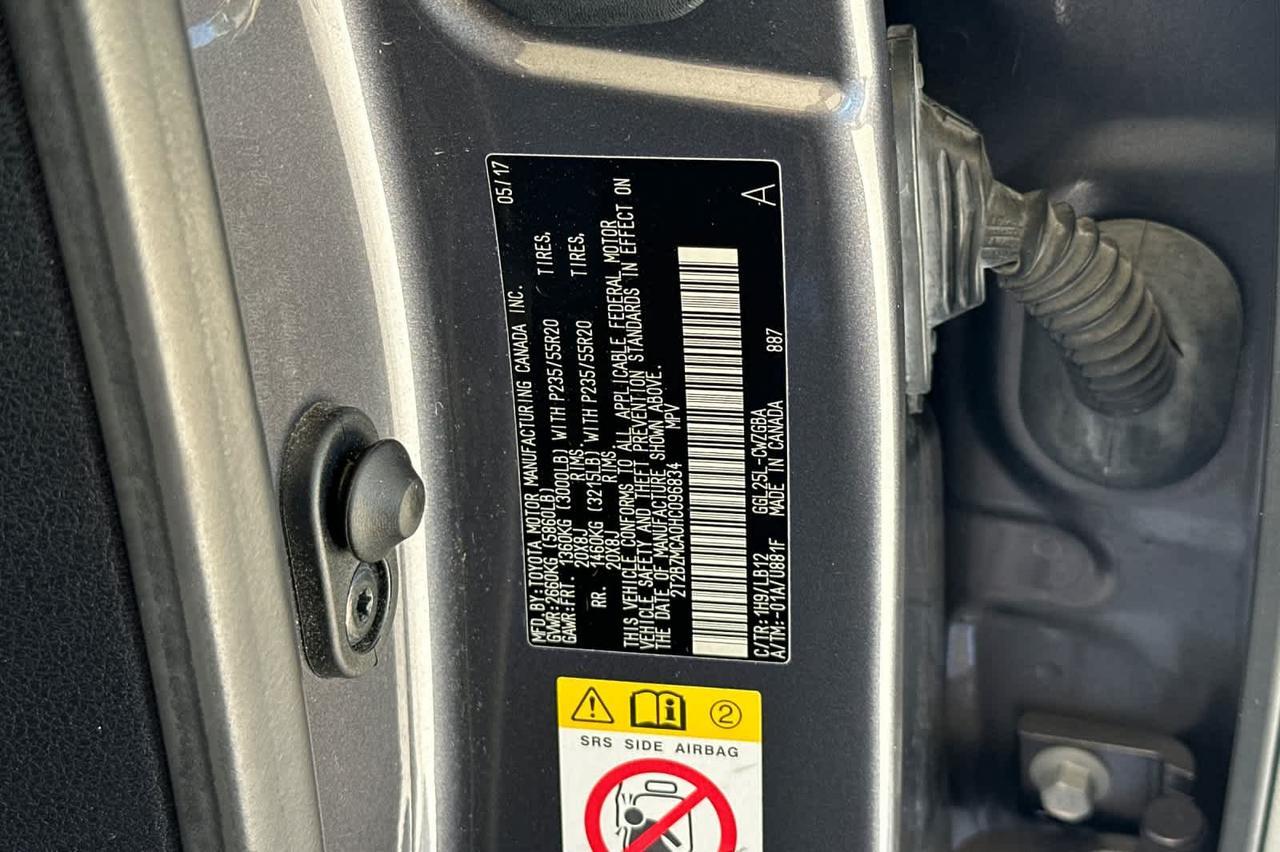 MFD.BY:TOYOTA MOTOR MANUFACTURING CANADA INC. 05/17
GVWR:2660KG (5860LB)
GAWR:FRT. 1360KG (3000LB) WITH P235/55R20 TIRES,
20X8J RIMS,
RR. 1460KG (3215LB) WITH P235/55R20 TIRES,
20X8J RIMS.
THIS VEHICLE CONFORMS TO ALL APPLICABLE FEDERAL MOTOR
VEHICLE SAFETY AND THEFT PREVENTION STANDARDS IN EFFECT ON
THE DATE OF MANUFACTURE SHOWN ABOVE.
2T2BZMCA0HC096834 MPV
C/TR:1H9/LB12 GGL25L-CWZGBA
A/TM:-01A/U881F MADE IN CANADA 887 A
2
SRS SIDE AIRBAG